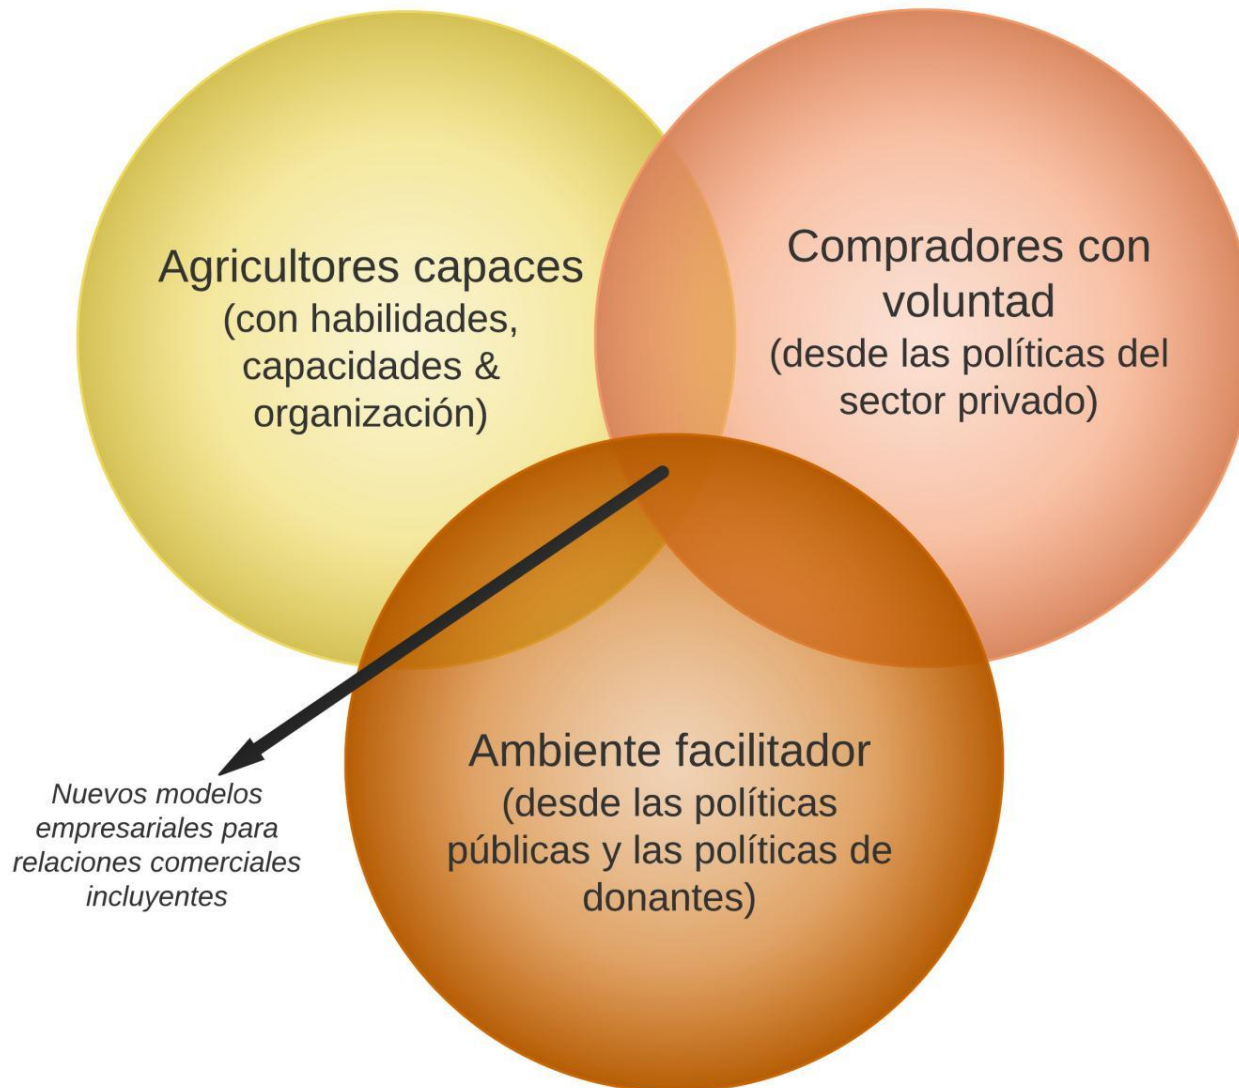 Agricultores capaces
(con habilidades,
capacidades &
organización)
Compradores con
voluntad
(desde las políticas del
sector privado)
Ambiente facilitador
(desde las políticas
públicas y las políticas de
donantes)
Nuevos modelos
empresariales para
relaciones comerciales
incluyentes